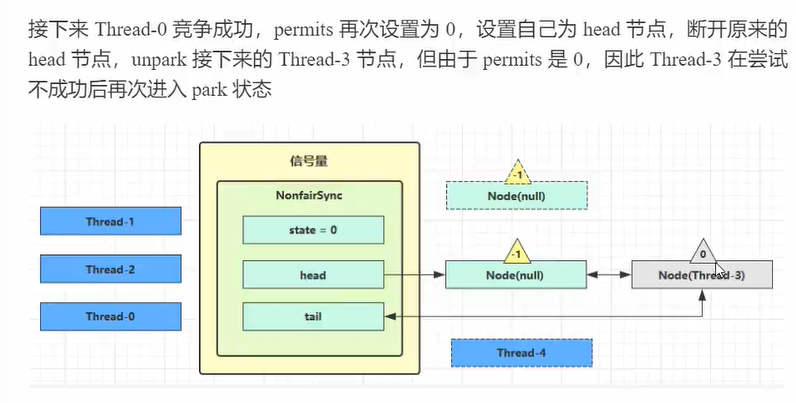 接下来 Thread-0 竞争成功，permits 再次设置为 0，设置自己为 head 节点，断开原来的
head 节点，unpark 接下来的 Thread-3 节点，但由于 permits 是 0，因此 Thread-3 在尝试
不成功后再次进入 park 状态
信号量
NonfairSync
state = 0
head
tail
Thread-1
Thread-2
Thread-0
-1
Node(null)
-1
Node(null)
0
Node(Thread-3)
Thread-4